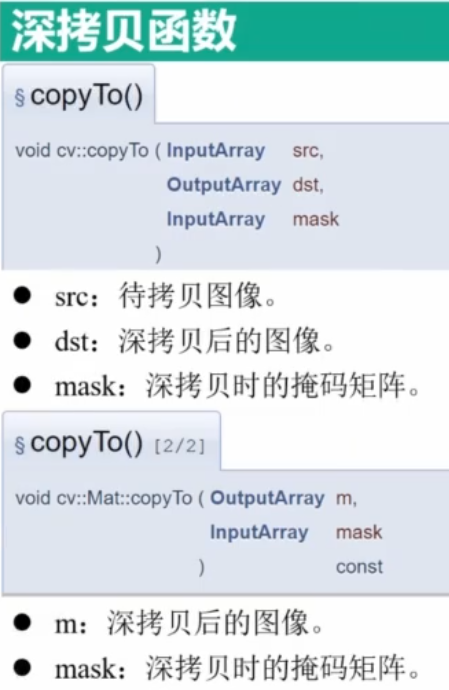 深拷贝函数
§ copyTo()
void cv::copyTo ( InputArray src,
OutputArray dst,
InputArray mask
)
● src：待拷贝图像。
● dst：深拷贝后的图像。
● mask：深拷贝时的掩码矩阵。
§ copyTo() [2/2]
void cv::Mat::copyTo ( OutputArray m,
InputArray mask
) const
● m：深拷贝后的图像。
● mask：深拷贝时的掩码矩阵。